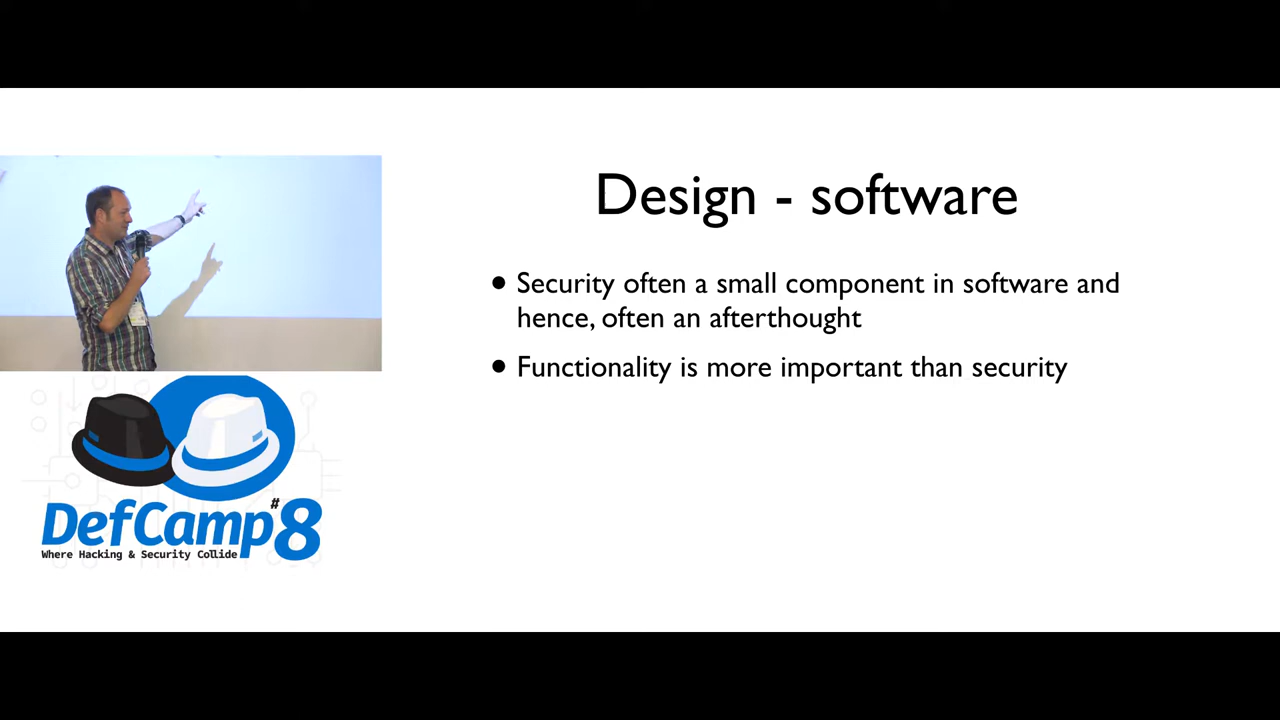 Design - software
• Security often a small component in software and
hence, often an afterthought
• Functionality is more important than security
DefCamp#8
Where Hacking & Security Collide